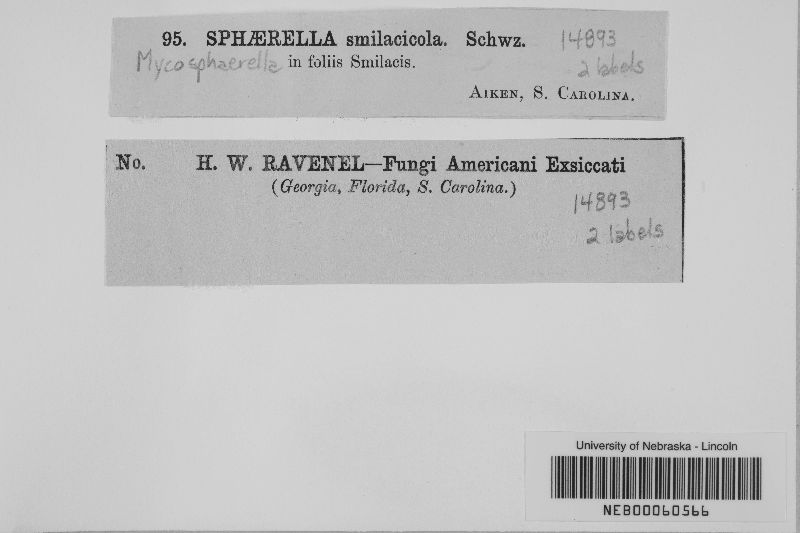 95. SPHÆRELLA smilacicola. Schwz. 14893
Mycosphaerella in foliis Smilacis. 2 labels
AIKEN, S. CAROLINA.
No. H. W. RAVENEL—Fungi Americani Exsiccati
(Georgia, Florida, S. Carolina.)
14893
2 labels
University of Nebraska - Lincoln
NEB00060566